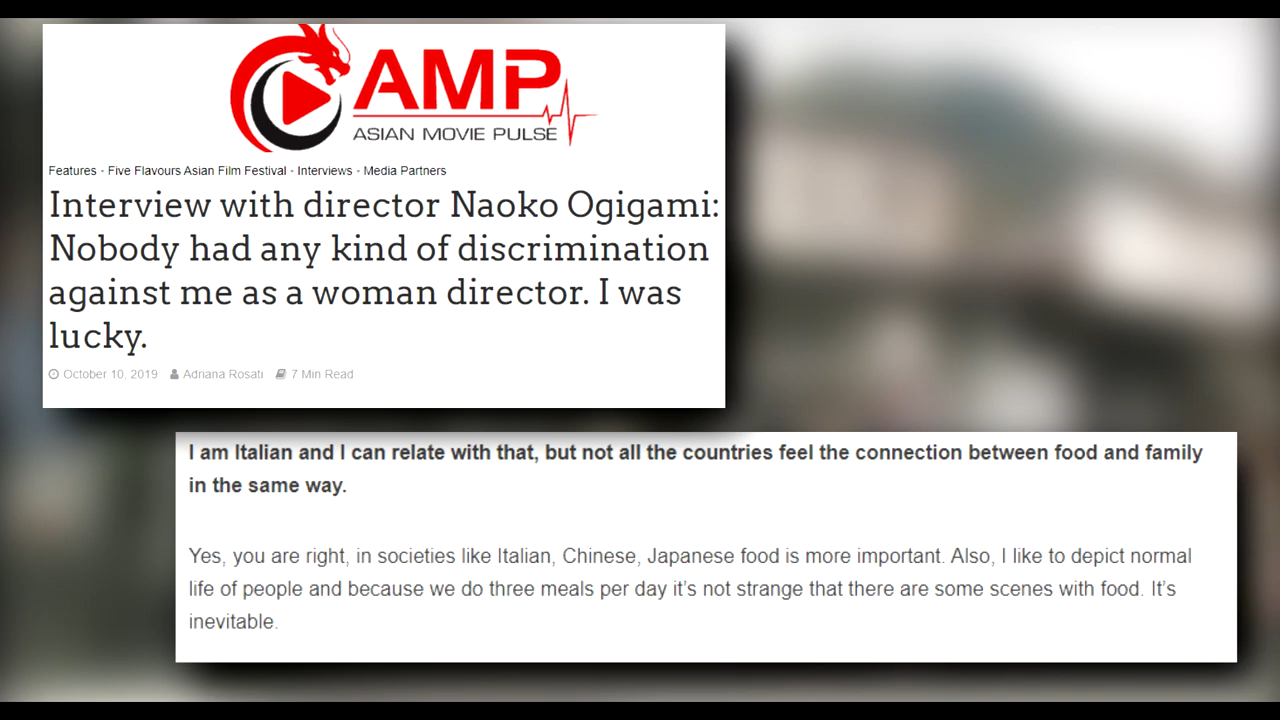 AMP
ASIAN MOVIE PULSE
Features - Five Flavours Asian Film Festival - Interviews - Media Partners
Interview with director Naoko Ogigami:
Nobody had any kind of discrimination
against me as a woman director. I was
lucky.
October 10, 2019 Adriana Rosati 7 Min Read
I am Italian and I can relate with that, but not all the countries feel the connection between food and family
in the same way.
Yes, you are right, in societies like Italian, Chinese, Japanese food is more important. Also, I like to depict normal
life of people and because we do three meals per day it’s not strange that there are some scenes with food. It’s
inevitable.